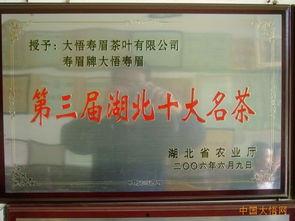 授予：大悟寿眉茶叶有限公司
寿眉牌大悟寿眉
第三届湖北十大名茶
湖北省农业厅
二〇〇六年六月九日
中国大悟网